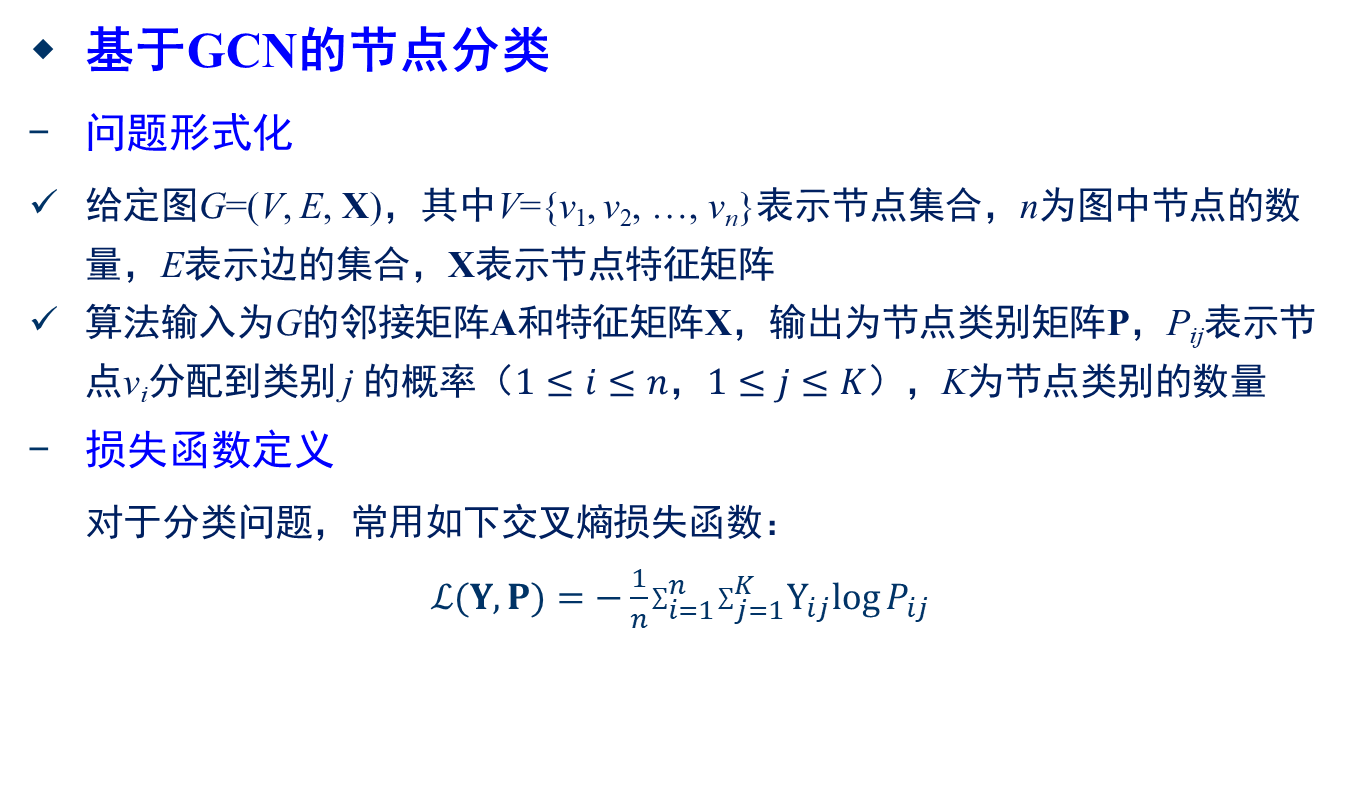 ◆ 基于GCN的节点分类
- 问题形式化
✓ 给定图G=(V, E, X)，其中V={v₁, v₂, …, vₙ}表示节点集合，n为图中节点的数
量，E表示边的集合，X表示节点特征矩阵
✓ 算法输入为G的邻接矩阵A和特征矩阵X，输出为节点类别矩阵P，Pᵢⱼ表示节
点vᵢ分配到类别j 的概率（1 ≤ i ≤ n，1 ≤ j ≤ K），K为节点类别的数量
- 损失函数定义
对于分类问题，常用如下交叉熵损失函数：
ℒ(Y, P) = − 1/n ∑ⁿᵢ₌₁ ∑ᴷⱼ₌₁ Yᵢⱼ log Pᵢⱼ